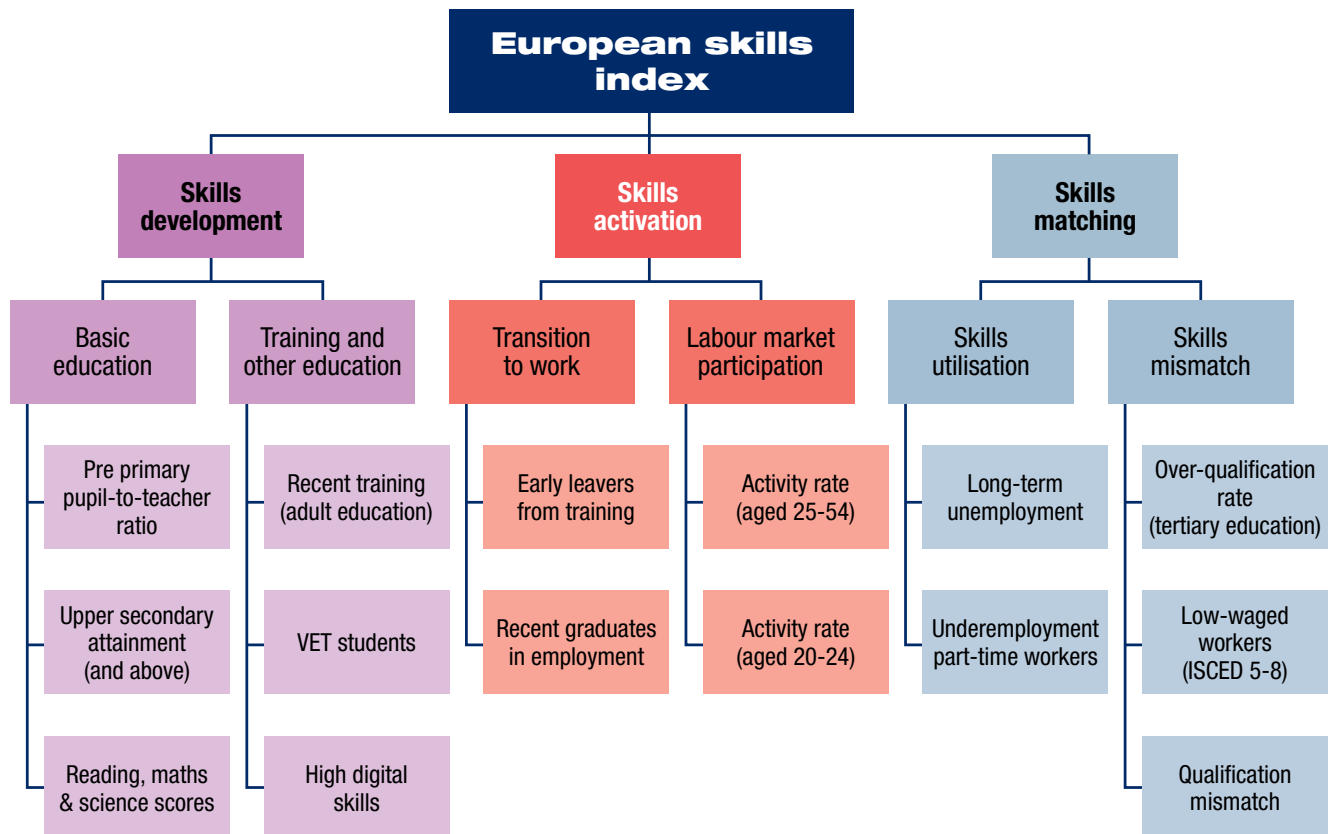 European skills
index
Skills
development
Skills
activation
Skills
matching
Basic
education
Training and
other education
Transition
to work
Labour market
participation
Skills
utilisation
Skills
mismatch
Pre primary
pupil-to-teacher
ratio
Recent training
(adult education)
Early leavers
from training
Activity rate
(aged 25-54)
Long-term
unemployment
Over-qualification
rate
(tertiary education)
Upper secondary
attainment
(and above)
VET students
Recent graduates
in employment
Activity rate
(aged 20-24)
Underemployment
part-time workers
Low-waged
workers
(ISCED 5-8)
Reading, maths
& science scores
High digital
skills
Qualification
mismatch